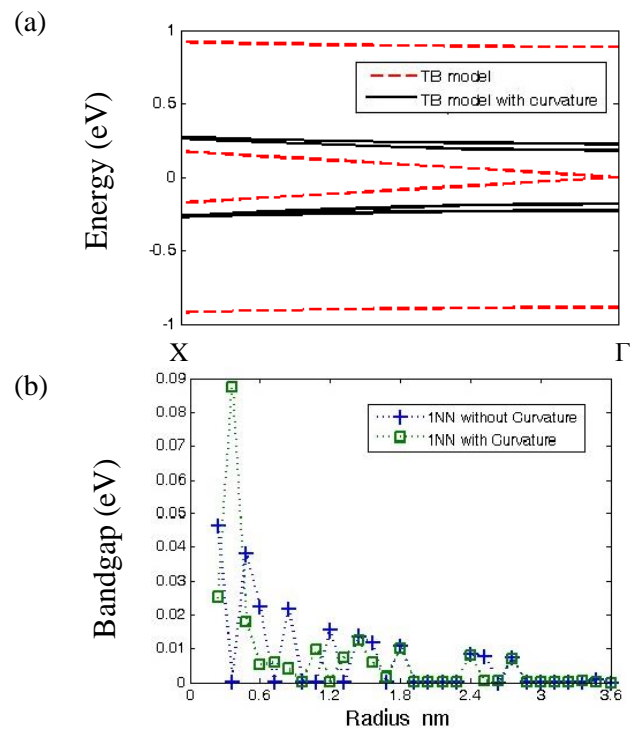 (a)
1
0.5
0
-0.5
-1
Energy (eV)
TB model
TB model with curvature
X Γ
(b)
0.09
0.08
0.07
0.06
0.05
0.04
0.03
0.02
0.01
0
Bandgap (eV)
1NN without Curvature
1NN with Curvature
0 0.6 1.2 1.8 2.4 3 3.6
Radius nm